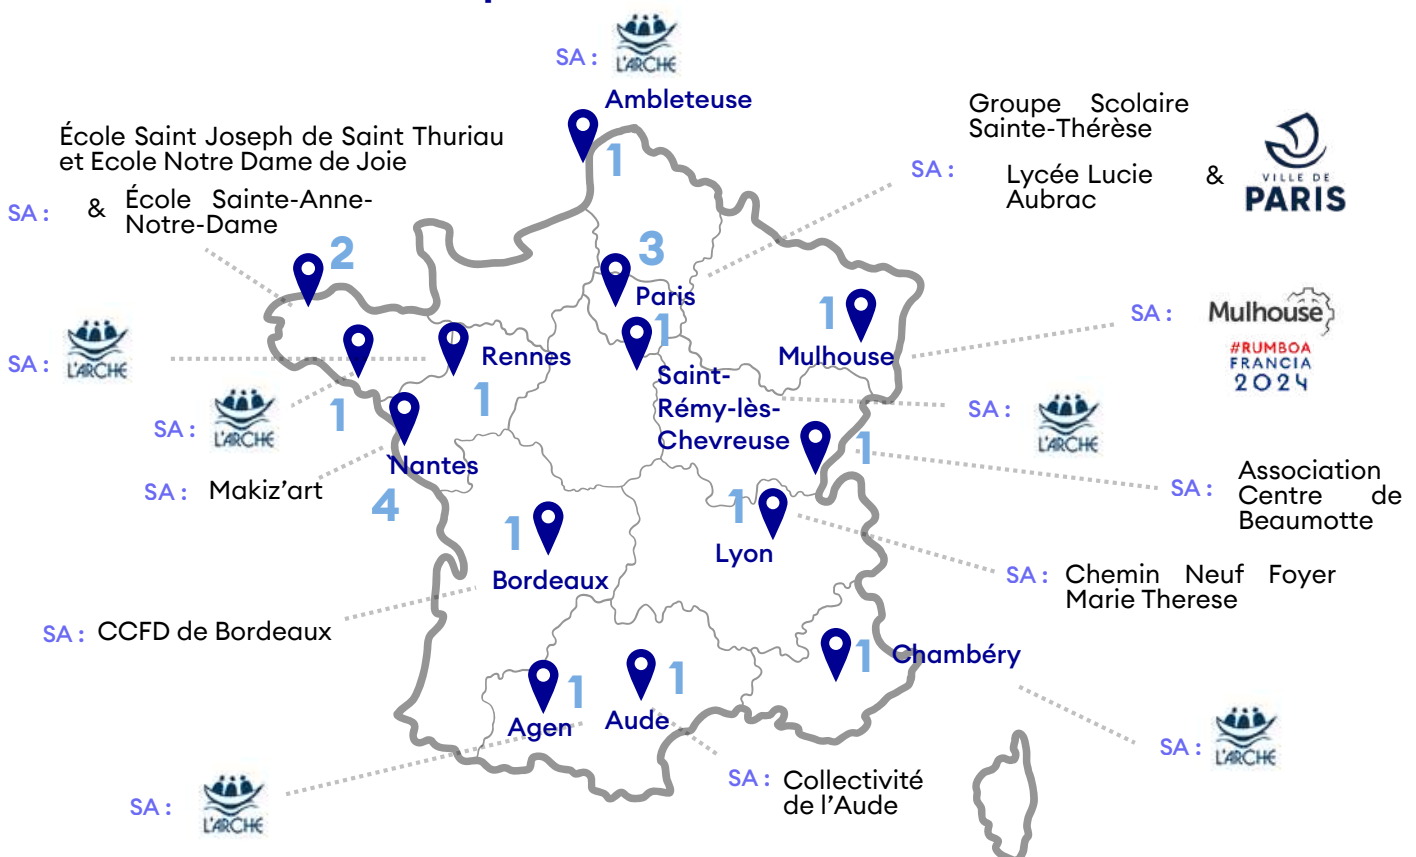 SA :
L'ARCHE
Ambleteuse
1
École Saint Joseph de Saint Thuriau
et Ecole Notre Dame de Joie
SA :
&
École Sainte-Anne-
Notre-Dame
2
Groupe Scolaire
Sainte-Thérèse
SA :
Lycée Lucie
Aubrac
&
VILLE DE
PARIS
3
Paris
1
Saint-
Rémy-lès-
Chevreuse
1
Mulhouse
SA :
Mulhouse
#RUMBOA
FRANCIA
2024
SA :
L'ARCHE
Rennes
1
SA :
L'ARCHE
1
SA :
L'ARCHE
Nantes
4
SA :
Makiz'art
1
SA :
Association
Centre de
Beaumotte
1
Lyon
SA :
Chemin Neuf Foyer
Marie Therese
1
Bordeaux
SA :
CCFD de Bordeaux
1
Chambéry
SA :
L'ARCHE
1
Agen
SA :
L'ARCHE
1
Aude
SA :
Collectivité
de l'Aude